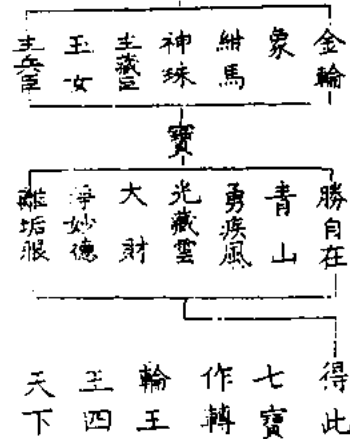 金輪
象
紺馬
神珠
主藏臣
玉女
主兵臣
寶
勝自在
青山
勇疾風
光藏雲
大財
淨妙德
離垢眼
得此
七寶
作轉
輪王
王四
天下